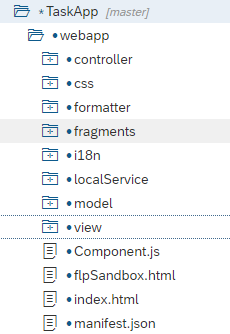 * TaskApp [master]
webapp
controller
css
formatter
fragments
i18n
localService
model
view
Component.js
flpSandbox.html
index.html
manifest.json